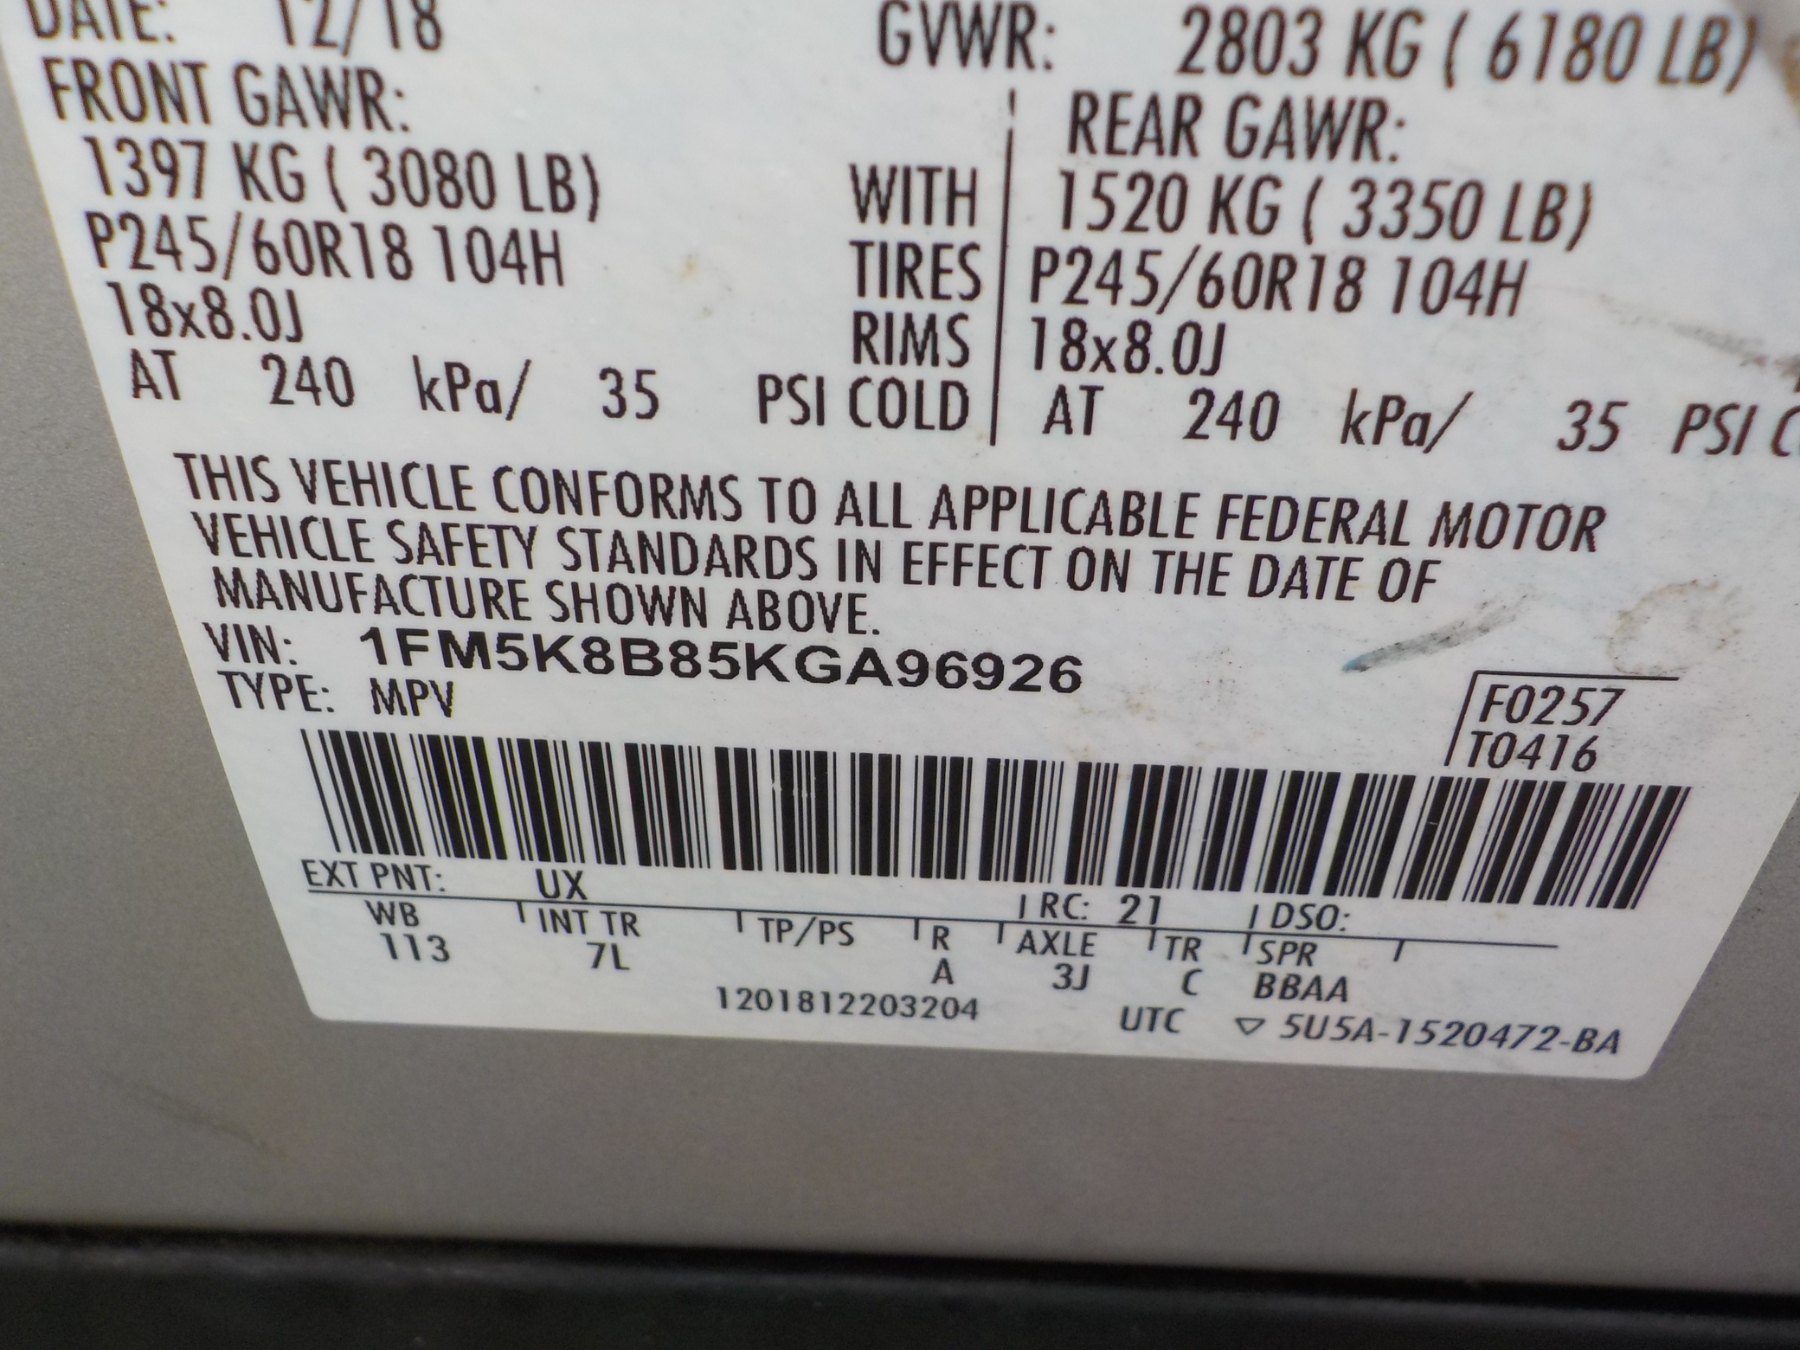 DATE: 12/18 GVWR: 2803 KG ( 6180 LB)
FRONT GAWR: REAR GAWR:
1397 KG ( 3080 LB) WITH 1520 KG ( 3350 LB)
P245/60R18 104H TIRES P245/60R18 104H
18x8.0J RIMS 18x8.0J
AT 240 kPa/ 35 PSI COLD AT 240 kPa/ 35 PSI
THIS VEHICLE CONFORMS TO ALL APPLICABLE FEDERAL MOTOR
VEHICLE SAFETY STANDARDS IN EFFECT ON THE DATE OF
MANUFACTURE SHOWN ABOVE.
VIN: 1FM5K8B85KGA96926
TYPE: MPV
F0257
T0416
EXT PNT: UX RC: 21 DSO:
WB INT TR TP/PS R AXLE TR SPR
113 7L A 3J C BBAA
1201812203204 UTC ▽ 5U5A-1520472-BA